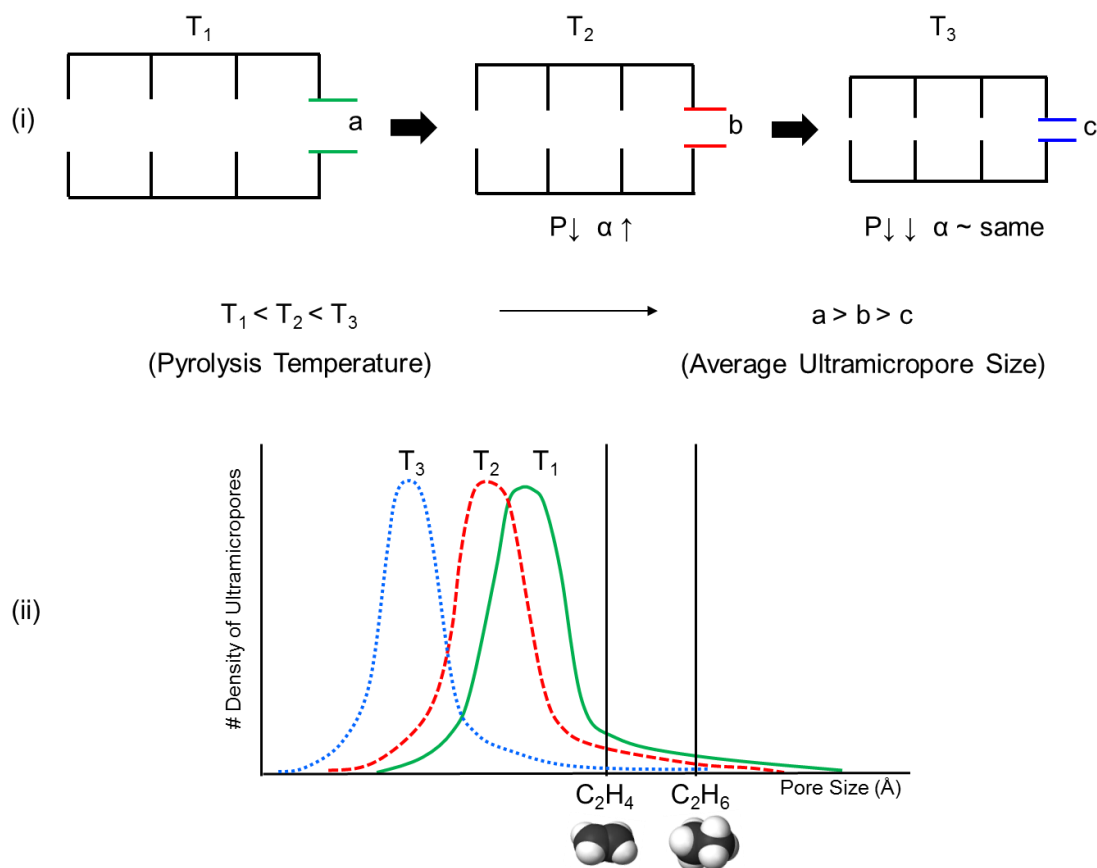 T₁ T₂ T₃
(i)
a b c
P↓ α ↑ P↓ ↓ α ~ same
T₁ < T₂ < T₃ a > b > c
(Pyrolysis Temperature) (Average Ultramicropore Size)
T₃ T₂ T₁
(ii)
# Density of Ultramicropores
C₂H₄ C₂H₆ Pore Size (Å)